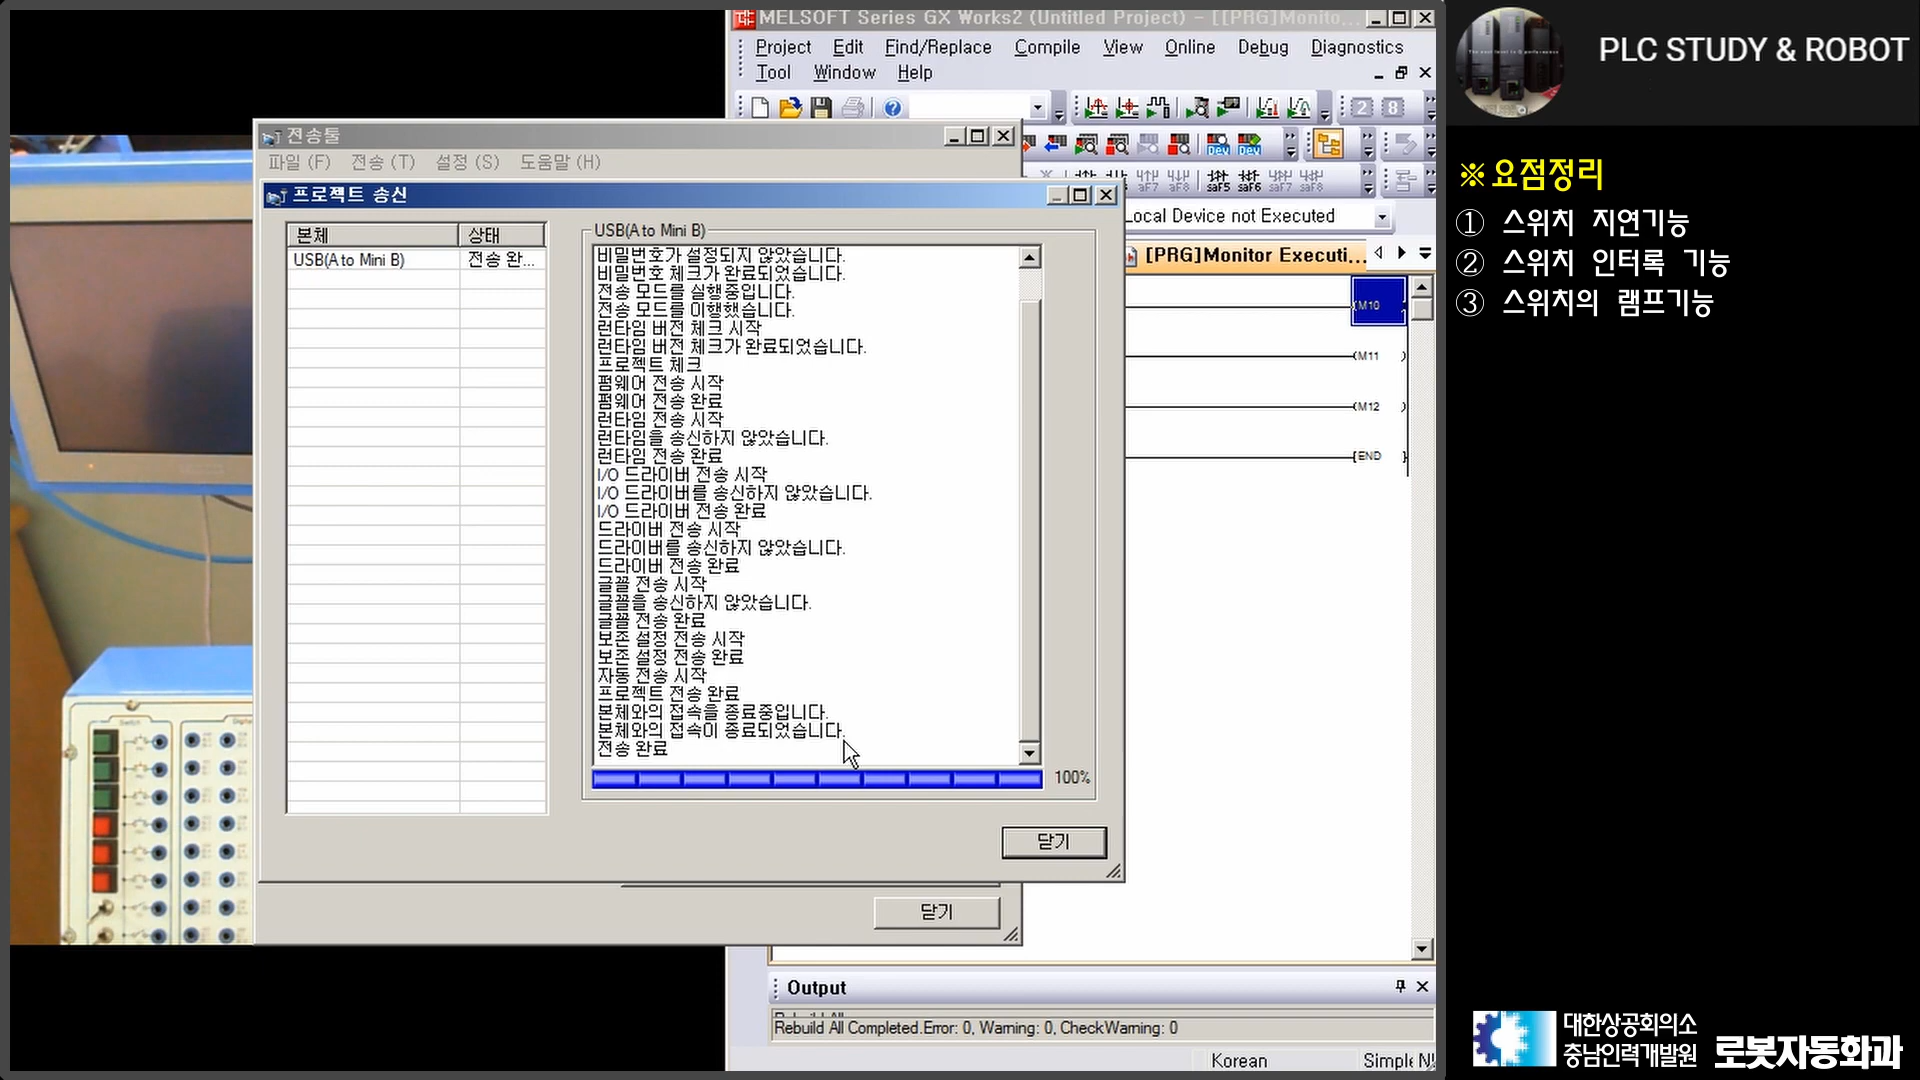 MELSOFT Series GX Works2 (Untitled Project) - [[PRG]Monito...
Project Edit Find/Replace Compile View Online Debug Diagnostics
Tool Window Help
전송툴
파일 (F) 전송 (T) 설정 (S) 도움말 (H)
프로젝트 송신
본체 상태
USB(A to Mini B) 전송 완...
USB(A to Mini B)
비밀번호가 설정되지 않았습니다.
비밀번호 체크가 완료되었습니다.
전송 모드를 실행중입니다.
전송 모드를 이행했습니다.
런타임 버전 체크 시작
런타임 버전 체크가 완료되었습니다.
프로젝트 체크
펌웨어 전송 시작
펌웨어 전송 완료
런타임 전송 시작
런타임을 송신하지 않았습니다.
런타임 전송 완료
I/O 드라이버 전송 시작
I/O 드라이버를 송신하지 않았습니다.
I/O 드라이버 전송 완료
드라이버 전송 시작
드라이버를 송신하지 않았습니다.
드라이버 전송 완료
글꼴 전송 시작
글꼴을 송신하지 않았습니다.
글꼴 전송 완료
보존 설정 전송 시작
보존 설정 전송 완료
자동 전송 시작
프로젝트 전송 완료
본체와의 접속을 종료중입니다.
본체와의 접속이 종료되었습니다.
전송 완료
100%
닫기
닫기
2 8
Dev Dev
aF7 aF8 saF5 saF6 saF7 saF8
Local Device not Executed
[PRG]Monitor Executi...
M10
M11
M12
END
Output
Rebuild All Completed.Error: 0, Warning: 0, CheckWarning: 0
Korean Simple N
PLC STUDY & ROBOT
※요점정리
① 스위치 지연기능
② 스위치 인터록 기능
③ 스위치의 램프기능
대한상공회의소
충남인력개발원
로봇자동화과